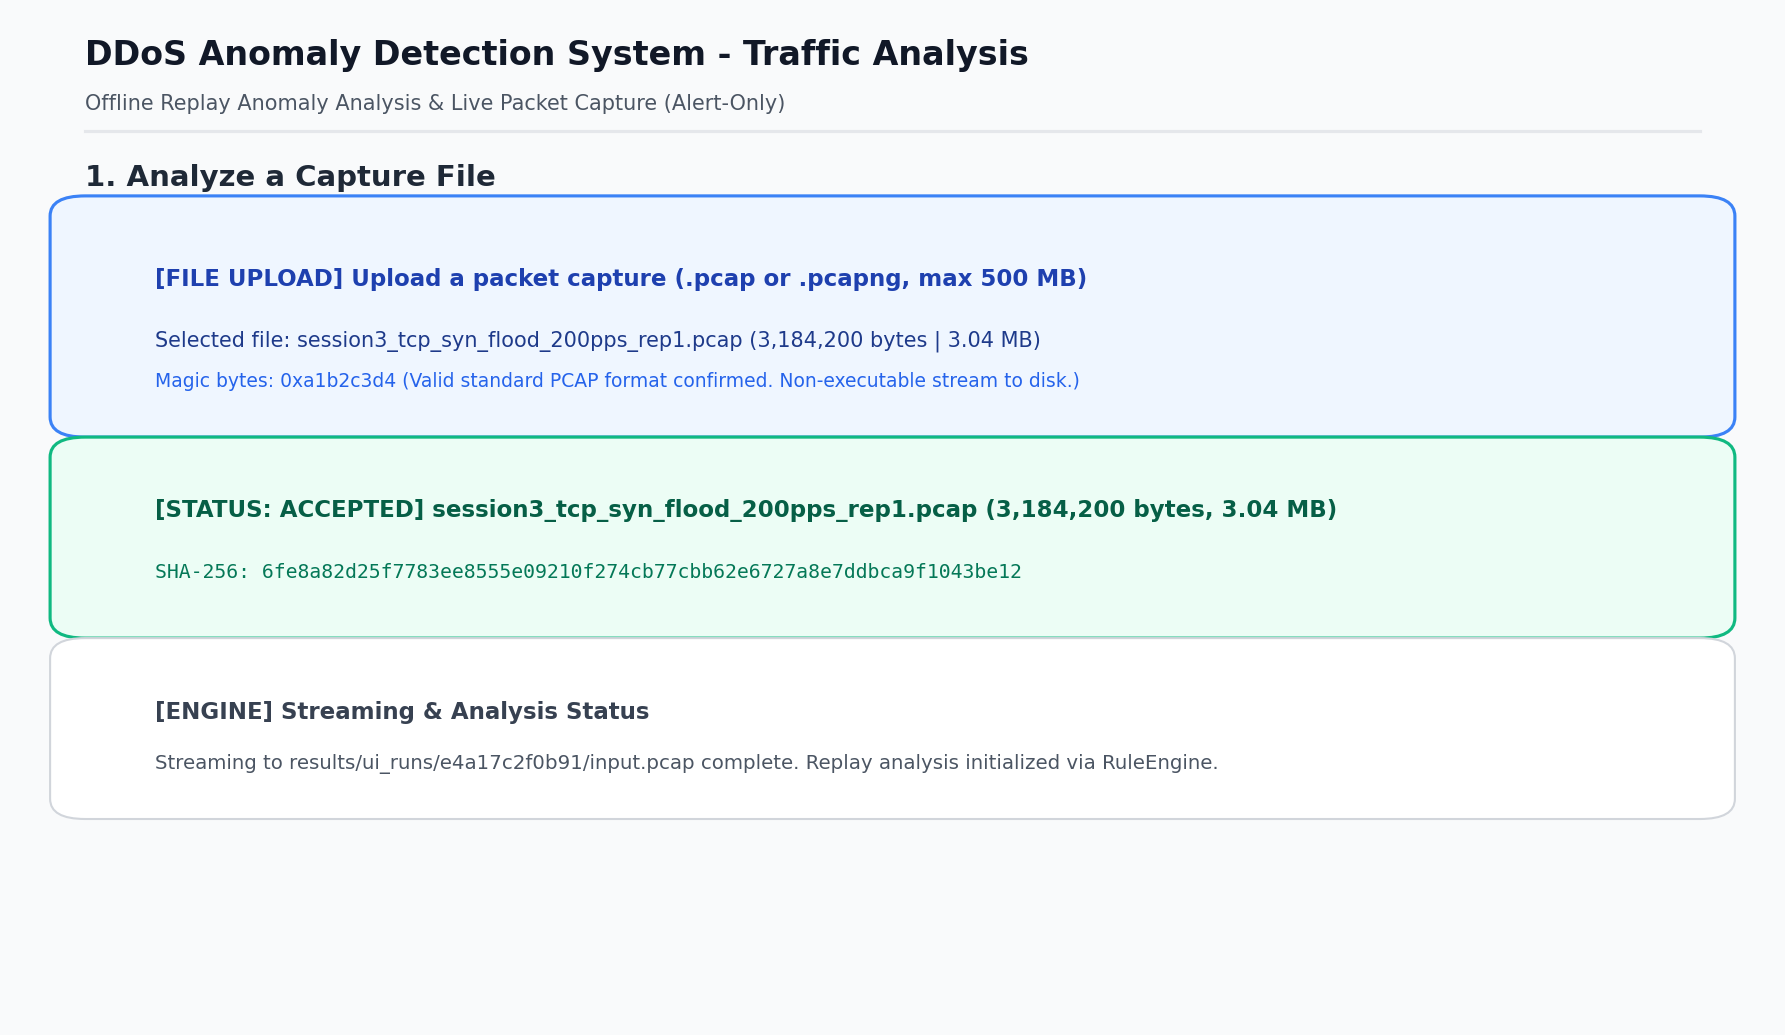 DDoS Anomaly Detection System - Traffic Analysis
Offline Replay Anomaly Analysis & Live Packet Capture (Alert-Only)
1. Analyze a Capture File
[FILE UPLOAD] Upload a packet capture (.pcap or .pcapng, max 500 MB)
Selected file: session3_tcp_syn_flood_200pps_rep1.pcap (3,184,200 bytes | 3.04 MB)
Magic bytes: 0xa1b2c3d4 (Valid standard PCAP format confirmed. Non-executable stream to disk.)
[STATUS: ACCEPTED] session3_tcp_syn_flood_200pps_rep1.pcap (3,184,200 bytes, 3.04 MB)
SHA-256: 6fe8a82d25f7783ee8555e09210f274cb77cbb62e6727a8e7ddbca9f1043be12
[ENGINE] Streaming & Analysis Status
Streaming to results/ui_runs/e4a17c2f0b91/input.pcap complete. Replay analysis initialized via RuleEngine.